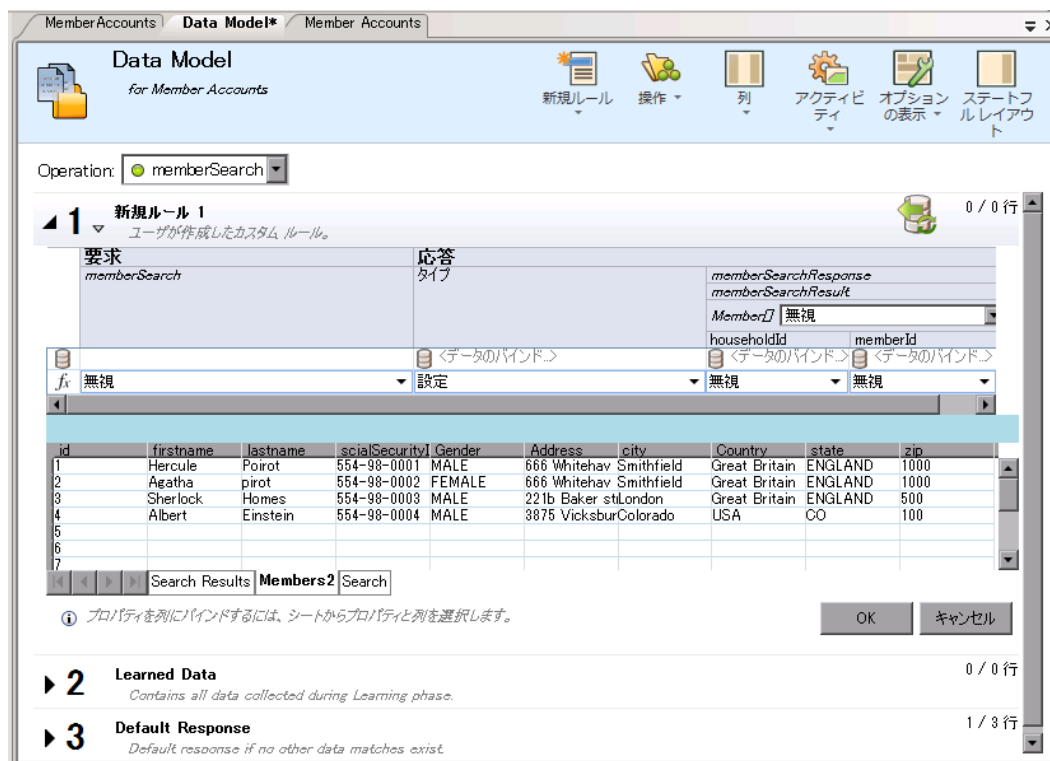 MemberAccounts Data Model* Member Accounts
Data Model
for Member Accounts
新規ルール 操作 列 アクティビティ オプションの表示 ステートフル レイアウト
Operation: memberSearch
1 新規ルール 1 0 / 0 行
ユーザが作成したカスタム ルール。
要求 応答
memberSearch タイプ memberSearchResponse
memberSearchResult
Member[] 無視
householdId memberId
<データのバインド..> <データのバインド..> <データのバインド..>
fx 無視 設定 無視 無視
id firstname lastname scialSecurityI Gender Address city Country state zip
1 Hercule Poirot 554-98-0001 MALE 666 Whitehav Smithfield Great Britain ENGLAND 1000
2 Agatha pirot 554-98-0002 FEMALE 666 Whitehav Smithfield Great Britain ENGLAND 1000
3 Sherlock Homes 554-98-0003 MALE 221b Baker stu London Great Britain ENGLAND 500
4 Albert Einstein 554-98-0004 MALE 3875 Vicksbur Colorado USA CO 100
5
6
7
Search Results Members2 Search
プロパティを列にバインドするには、シートからプロパティと列を選択します。
OK キャンセル
2 Learned Data 0 / 0 行
Contains all data collected during Learning phase.
3 Default Response 1 / 3 行
Default response if no other data matches exist.